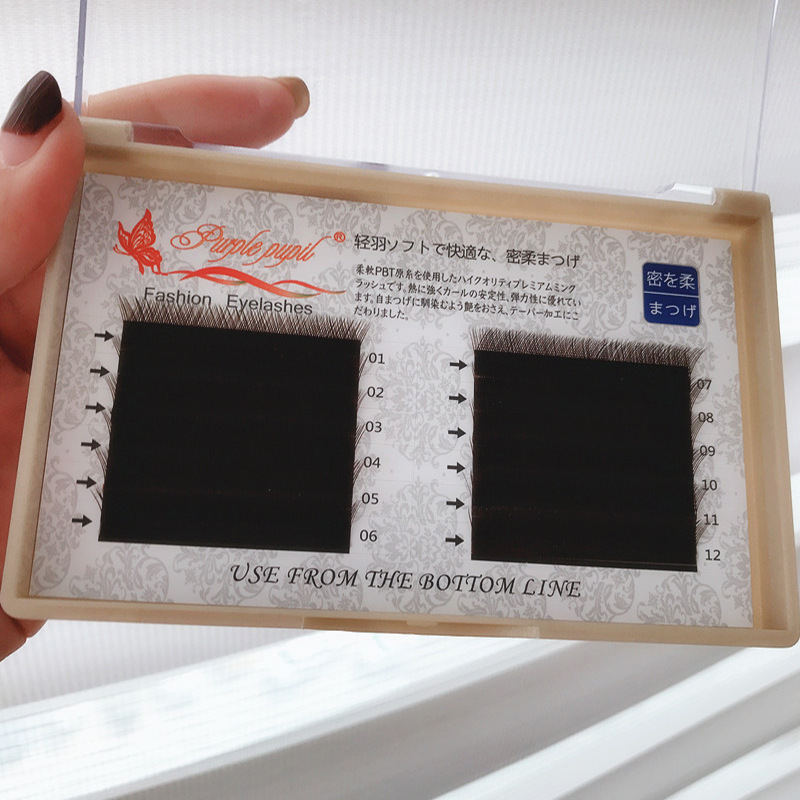 Purple pupil ®
Fashion Eyelashes
轻羽ソフトで快適な、密柔まつげ
柔軟PBT原糸を使用したハイクオリティプレミアムミンク
ラッシュです。熱に強くカールの安定性、弾力性に優れてい
ます。自まつげに馴染むよう艶をおさえ、テーパー加工にこ
だわりました。
密を柔
まつげ
01
02
03
04
05
06
07
08
09
10
11
12
USE FROM THE BOTTOM LINE